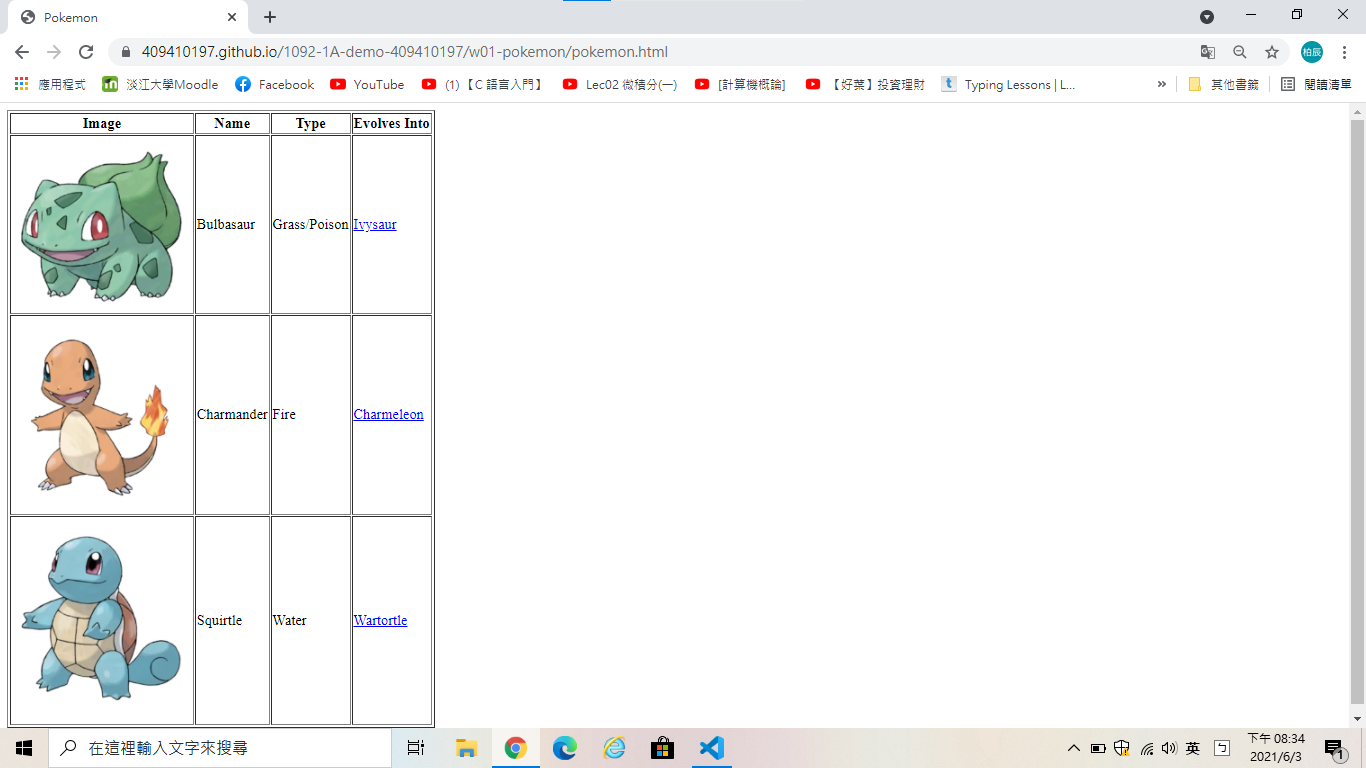 Pokemon
409410197.github.io/1092-1A-demo-409410197/w01-pokemon/pokemon.html
柏辰
應用程式 淡江大學Moodle Facebook YouTube (1)【C 語言入門】 Lec02 微積分(一) [計算機概論] 【好葉】投資理財 Typing Lessons | L... » 其他書籤 閱讀清單
Image Name Type Evolves Into
Bulbasaur Grass/Poison Ivysaur
Charmander Fire Charmeleon
Squirtle Water Wartortle
在這裡輸入文字來搜尋
英 ㄅ
下午 08:34
2021/6/3
1